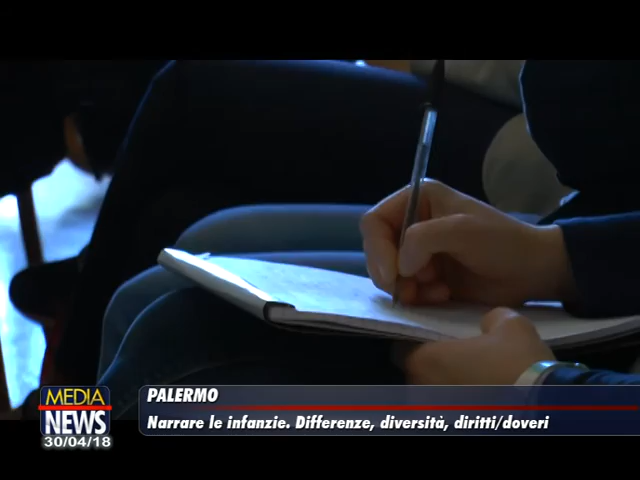 PALERMO
Narrare le infanzie. Differenze, diversità, diritti/doveri
MEDIA
NEWS
30/04/18